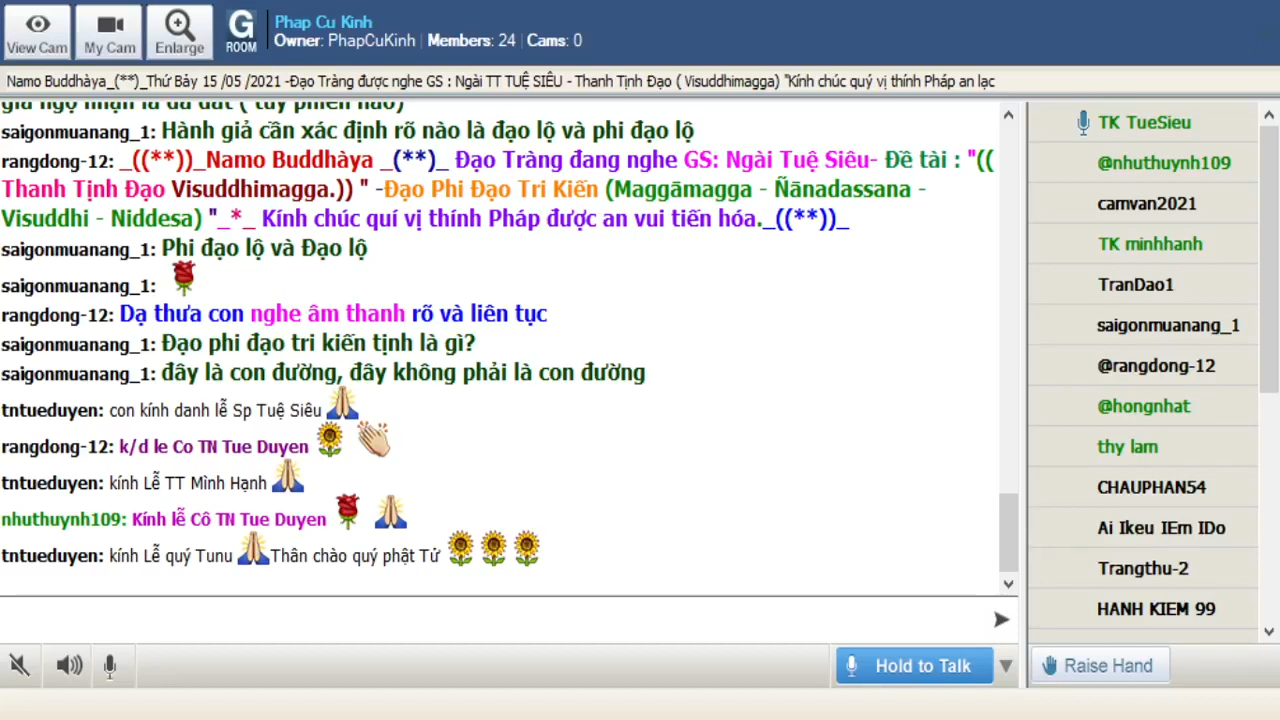 View Cam
My Cam
Enlarge
G
ROOM
Phap Cu Kinh
Owner: PhapCuKinh | Members: 24 | Cams: 0
Namo Buddhàya_(**)_Thứ Bảy 15 /05 /2021 -Đạo Tràng được nghe GS : Ngài TT TUỆ SIÊU - Thanh Tịnh Đạo ( Visuddhimagga) "Kính chúc quý vị thính Pháp an lạc
giả ngộ nhận là đã đắt ( tùy phiền não)
saigonmuanang_1: Hành giả cần xác định rõ nào là đạo lộ và phi đạo lộ
rangdong-12: _((**))_Namo Buddhàya _(**)_ Đạo Tràng đang nghe GS: Ngài Tuệ Siêu- Đề tài : "((
Thanh Tịnh Đạo Visuddhimagga.)) " -Đạo Phi Đạo Tri Kiến (Maggāmagga - Ñānadassana -
Visuddhi - Niddesa) "_*_ Kính chúc quí vị thính Pháp được an vui tiến hóa._((**))_
saigonmuanang_1: Phi đạo lộ và Đạo lộ
saigonmuanang_1:
rangdong-12: Dạ thưa con nghe âm thanh rõ và liên tục
saigonmuanang_1: Đạo phi đạo tri kiến tịnh là gì?
saigonmuanang_1: đây là con đường, đây không phải là con đường
tntueduyen: con kính danh lễ Sp Tuệ Siêu
rangdong-12: k/d le Co TN Tue Duyen
tntueduyen: kính Lễ TT Mình Hạnh
nhuthuynh109: Kính lễ Cô TN Tue Duyen
tntueduyen: kính Lễ quý Tunu Thân chào quý phật Tử
Hold to Talk
TK TueSieu
@nhuthuynh109
camvan2021
TK minhhanh
TranDao1
saigonmuanang_1
@rangdong-12
@hongnhat
thy lam
CHAUPHAN54
Ai Ikeu IEm IDo
Trangthu-2
HANH KIEM 99
Raise Hand